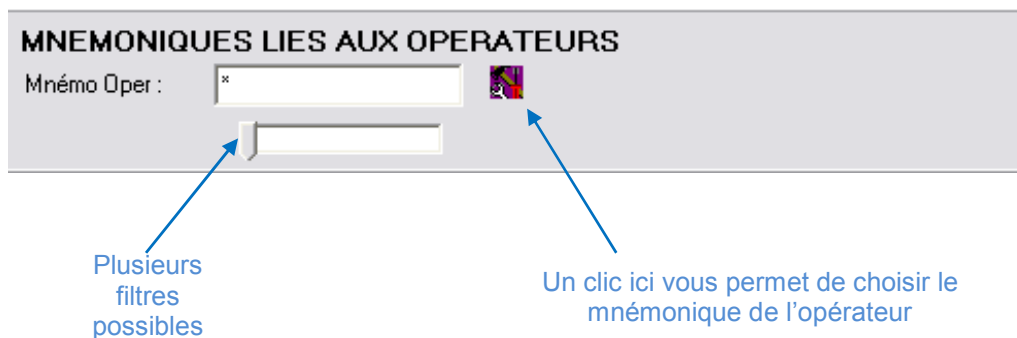 MNEMONIQUES LIES AUX OPERATEURS
Mnémo Oper : *
Plusieurs
filtres
possibles
Un clic ici vous permet de choisir le
mnémonique de l’opérateur